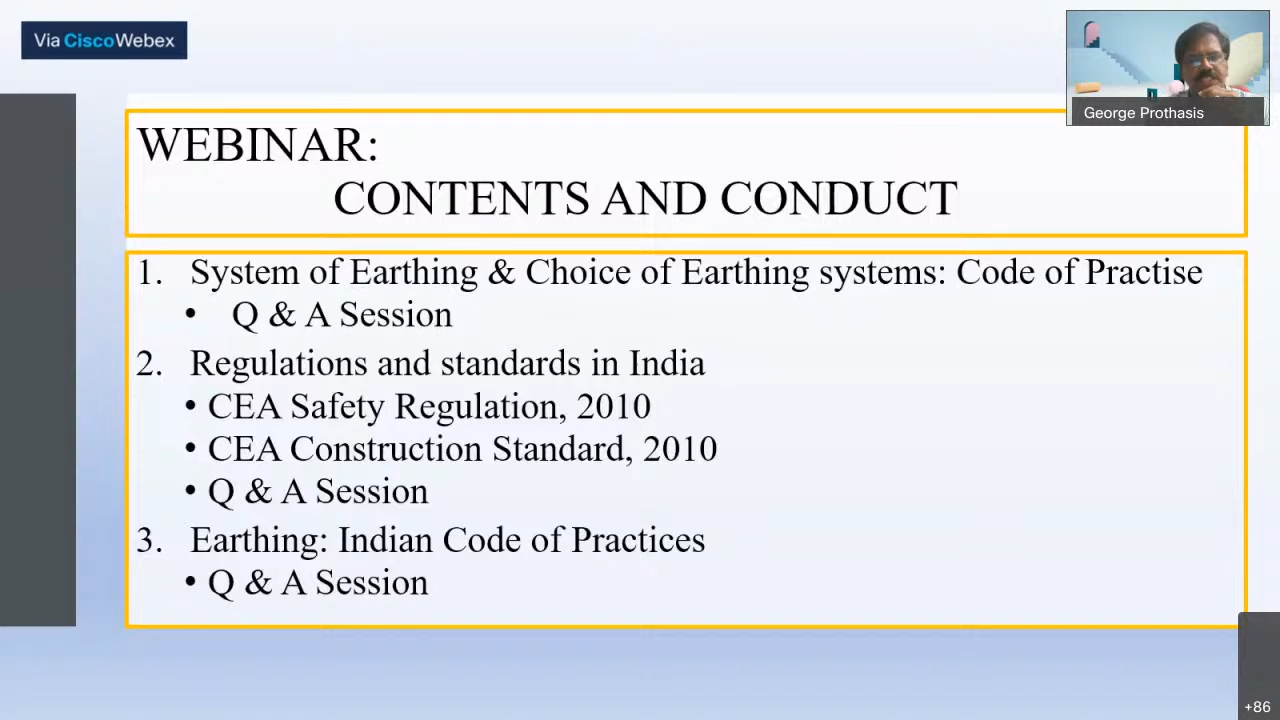 Via CiscoWebex
George Prothasis
WEBINAR:
CONTENTS AND CONDUCT
1. System of Earthing & Choice of Earthing systems: Code of Practise
• Q & A Session
2. Regulations and standards in India
• CEA Safety Regulation, 2010
• CEA Construction Standard, 2010
• Q & A Session
3. Earthing: Indian Code of Practices
• Q & A Session
+86